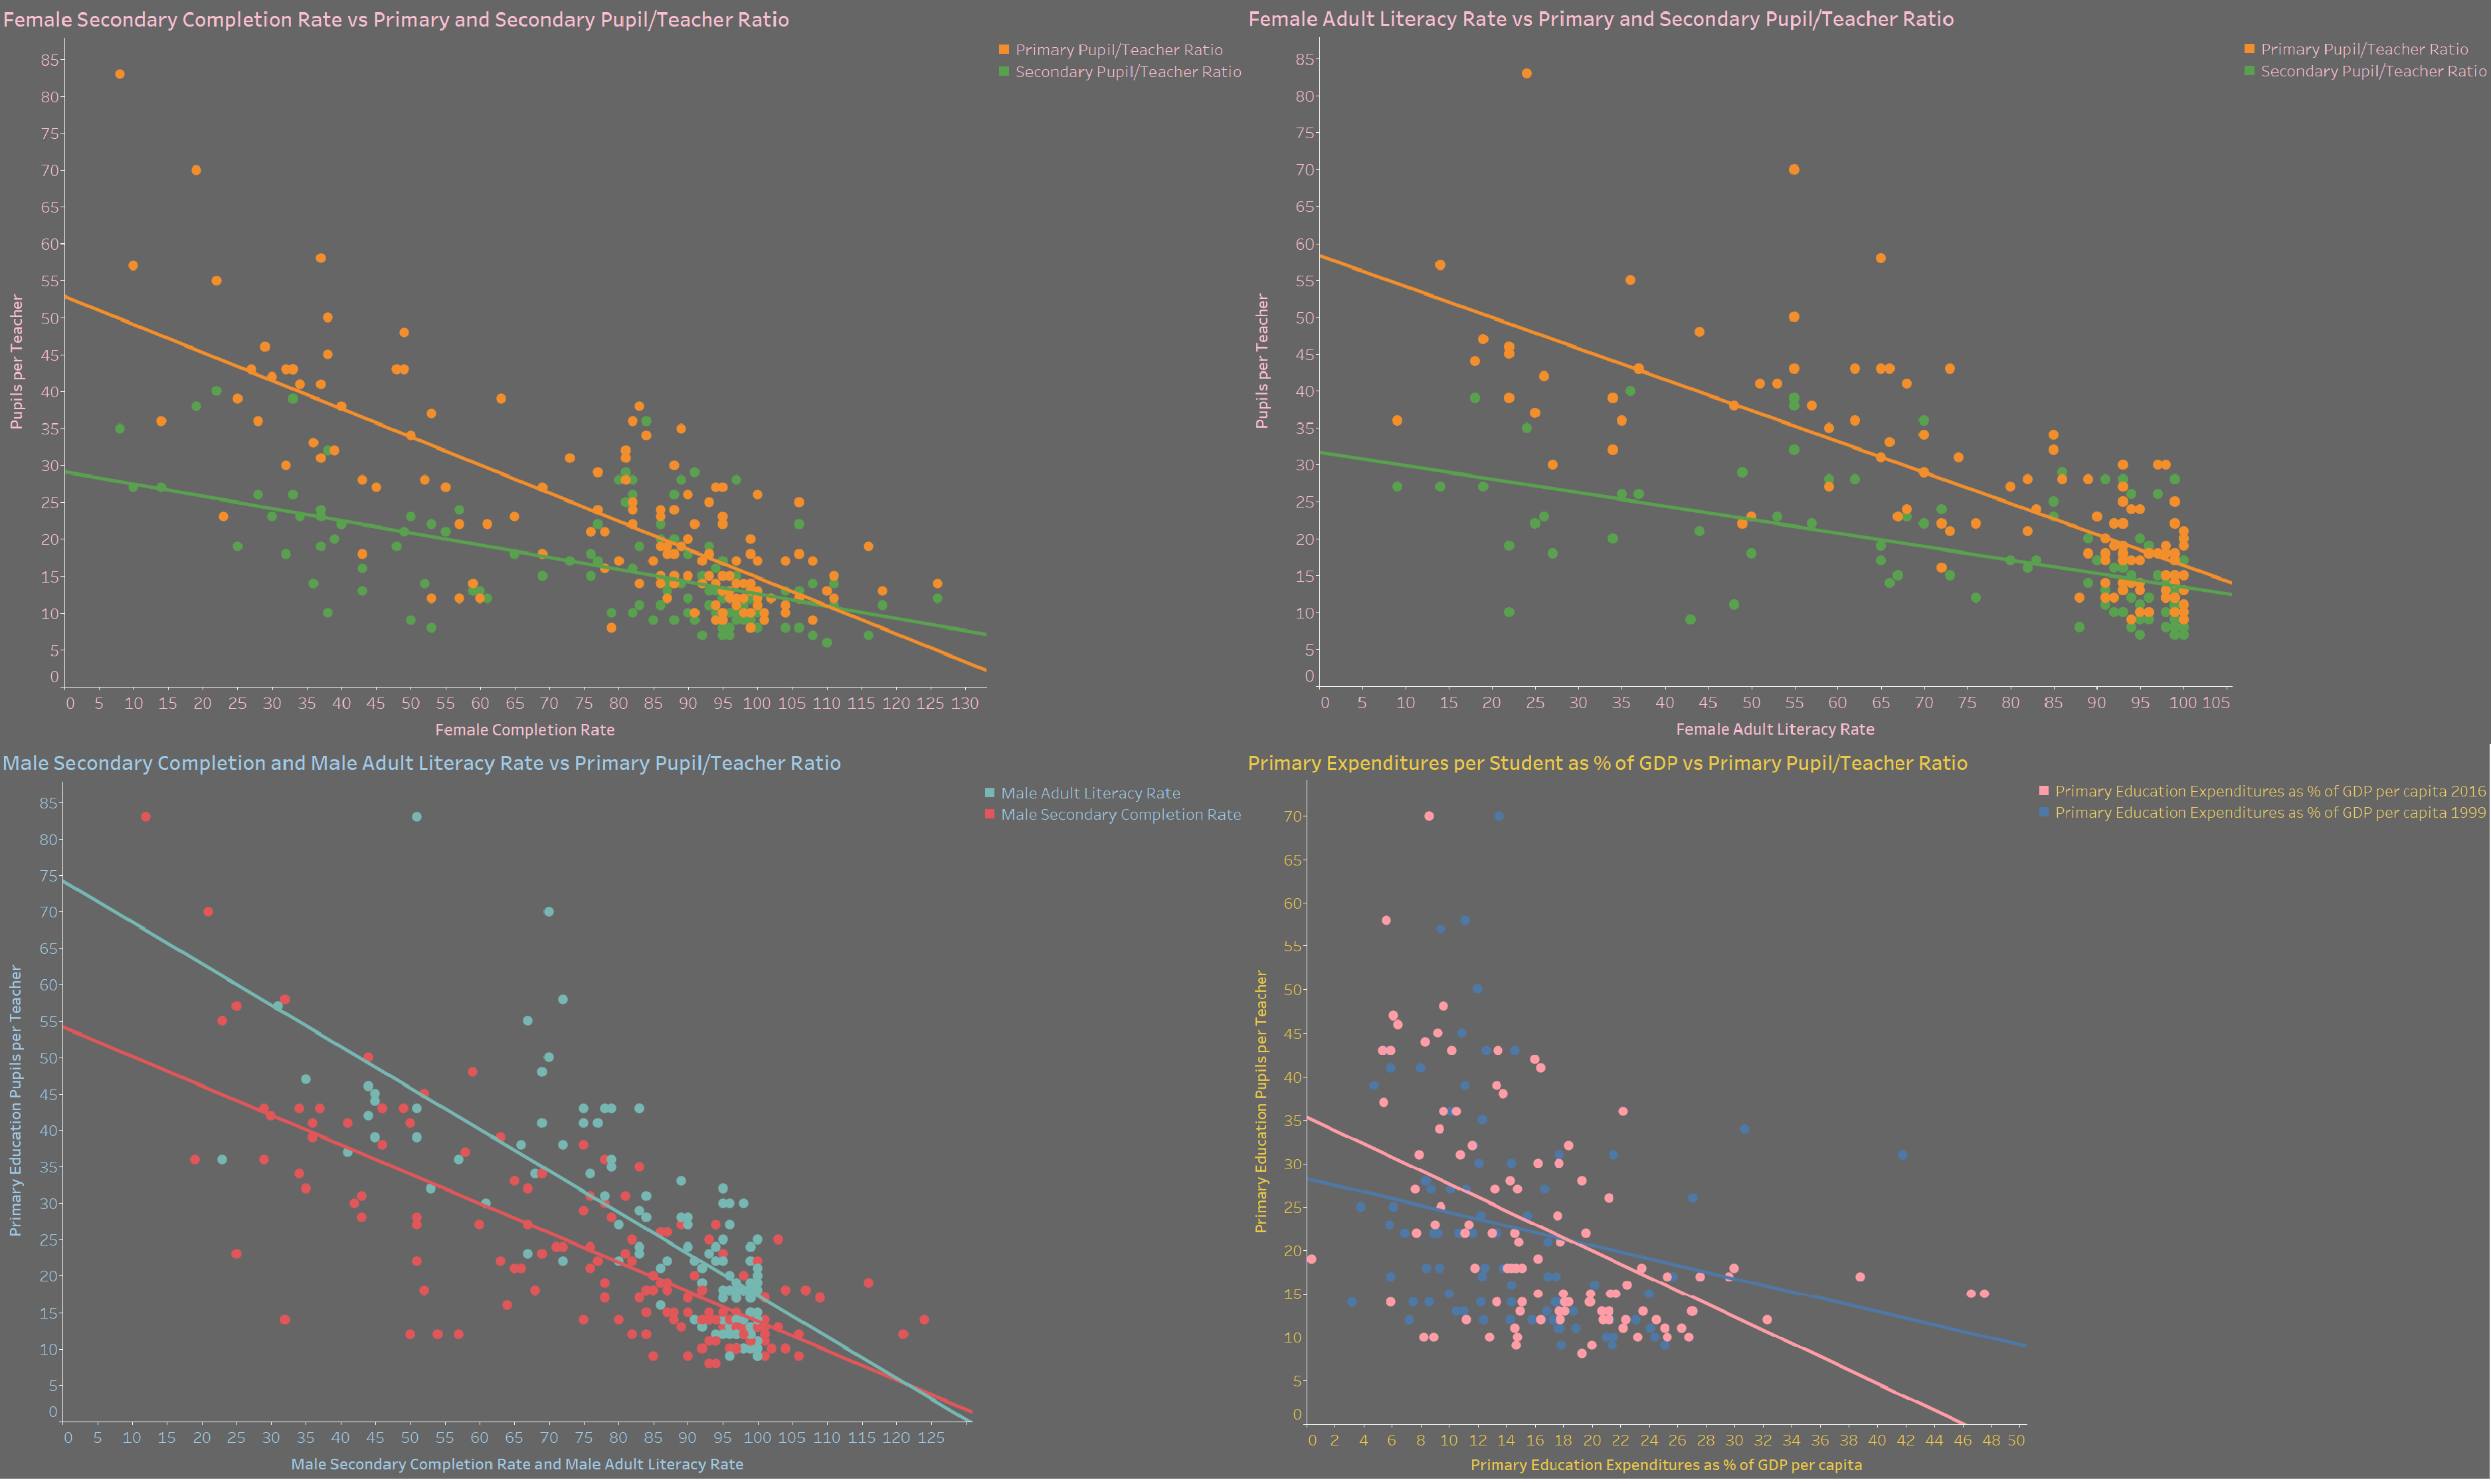 Female Secondary Completion Rate vs Primary and Secondary Pupil/Teacher Ratio
Primary Pupil/Teacher Ratio
Secondary Pupil/Teacher Ratio
85
80
75
70
65
60
55
50
45
40
35
30
25
20
15
10
5
0
Pupils per Teacher
0 5 10 15 20 25 30 35 40 45 50 55 60 65 70 75 80 85 90 95 100 105 110 115 120 125 130
Female Completion Rate
Female Adult Literacy Rate vs Primary and Secondary Pupil/Teacher Ratio
Primary Pupil/Teacher Ratio
Secondary Pupil/Teacher Ratio
85
80
75
70
65
60
55
50
45
40
35
30
25
20
15
10
5
0
Pupils per Teacher
0 5 10 15 20 25 30 35 40 45 50 55 60 65 70 75 80 85 90 95 100 105
Female Adult Literacy Rate
Male Secondary Completion and Male Adult Literacy Rate vs Primary Pupil/Teacher Ratio
Male Adult Literacy Rate
Male Secondary Completion Rate
85
80
75
70
65
60
55
50
45
40
35
30
25
20
15
10
5
0
Primary Education Pupils per Teacher
0 5 10 15 20 25 30 35 40 45 50 55 60 65 70 75 80 85 90 95 100 105 110 115 120 125
Male Secondary Completion Rate and Male Adult Literacy Rate
Primary Expenditures per Student as % of GDP vs Primary Pupil/Teacher Ratio
Primary Education Expenditures as % of GDP per capita 2016
Primary Education Expenditures as % of GDP per capita 1999
70
65
60
55
50
45
40
35
30
25
20
15
10
5
0
Primary Education Pupils per Teacher
0 2 4 6 8 10 12 14 16 18 20 22 24 26 28 30 32 34 36 38 40 42 44 46 48 50
Primary Education Expenditures as % of GDP per capita